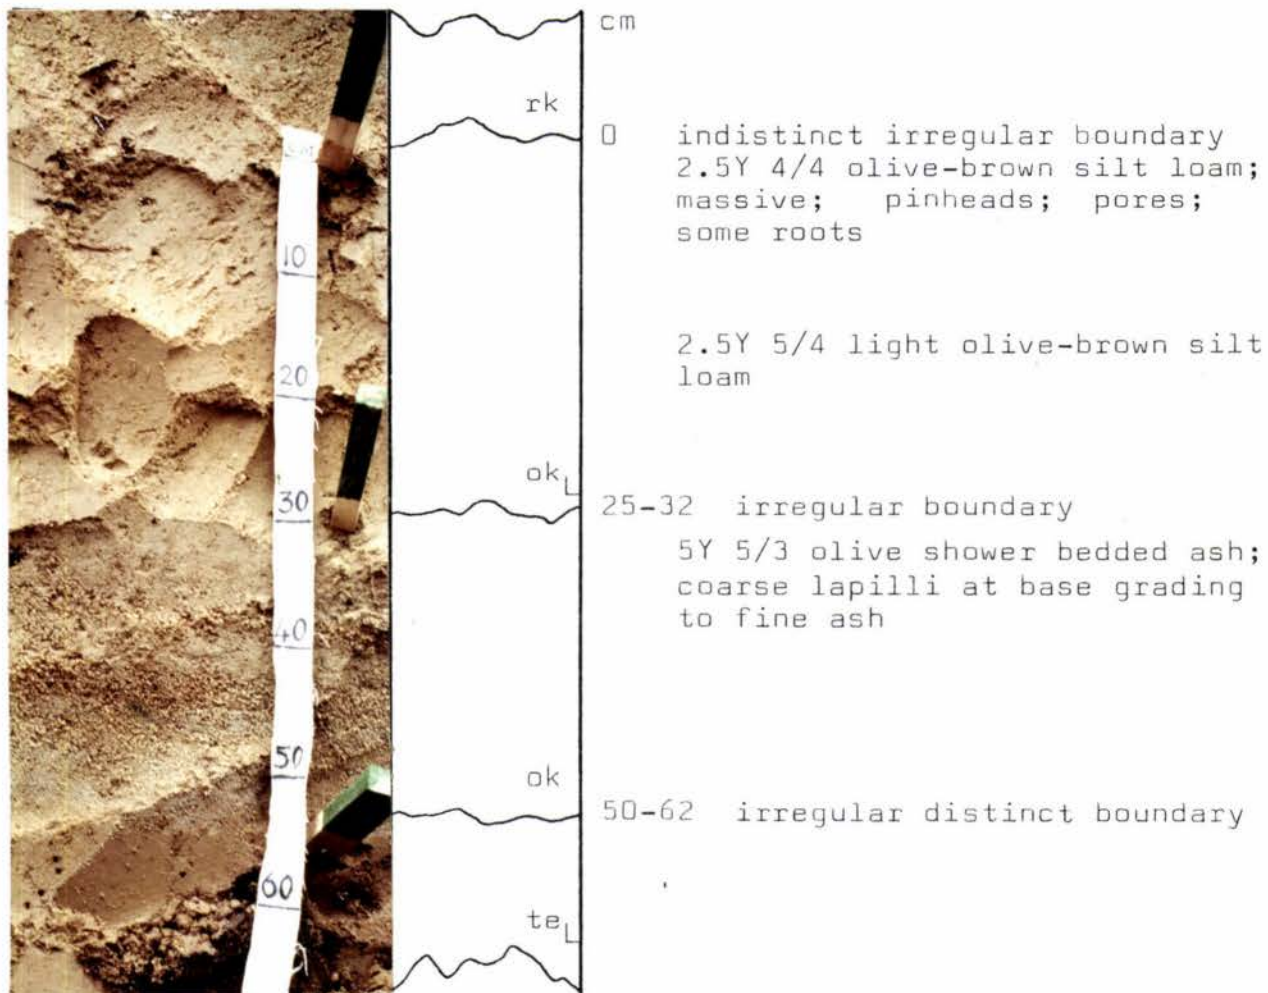 cm
rk
0 indistinct irregular boundary
2.5Y 4/4 olive-brown silt loam;
massive; pinheads; pores;
some roots
10
2.5Y 5/4 light olive-brown silt
loam
20
okL
30
25-32 irregular boundary
5Y 5/3 olive shower bedded ash;
coarse lapilli at base grading
to fine ash
40
50
ok
50-62 irregular distinct boundary
60
teL